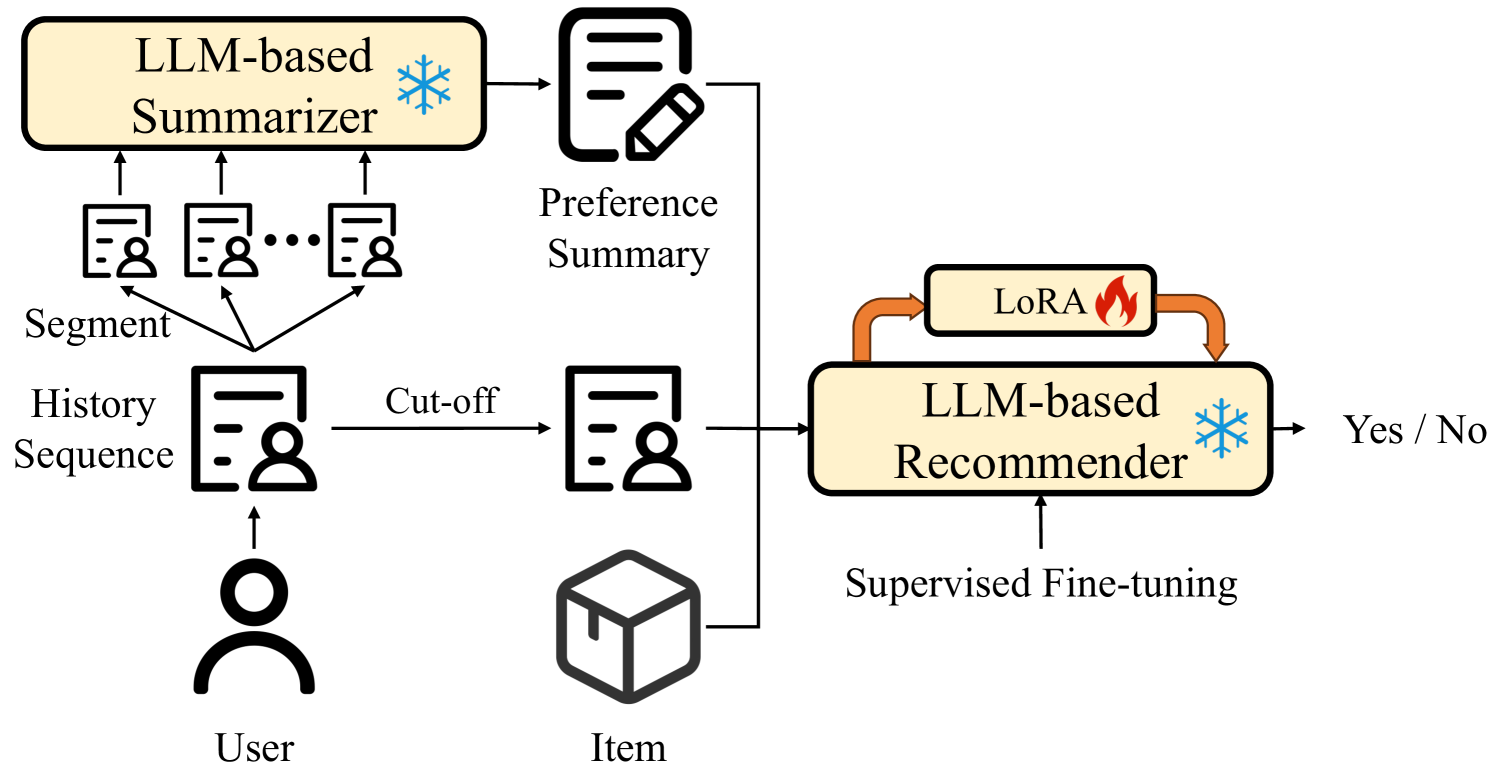 LLM-based
Summarizer
Preference
Summary
Segment
LoRA
History
Sequence
Cut-off
LLM-based
Recommender
Yes / No
Supervised Fine-tuning
User
Item